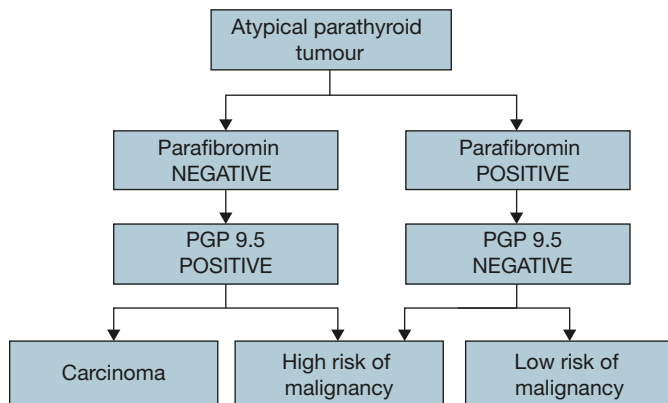 Atypical parathyroid
tumour
Parafibromin
NEGATIVE
Parafibromin
POSITIVE
PGP 9.5
POSITIVE
PGP 9.5
NEGATIVE
Carcinoma
High risk of
malignancy
Low risk of
malignancy